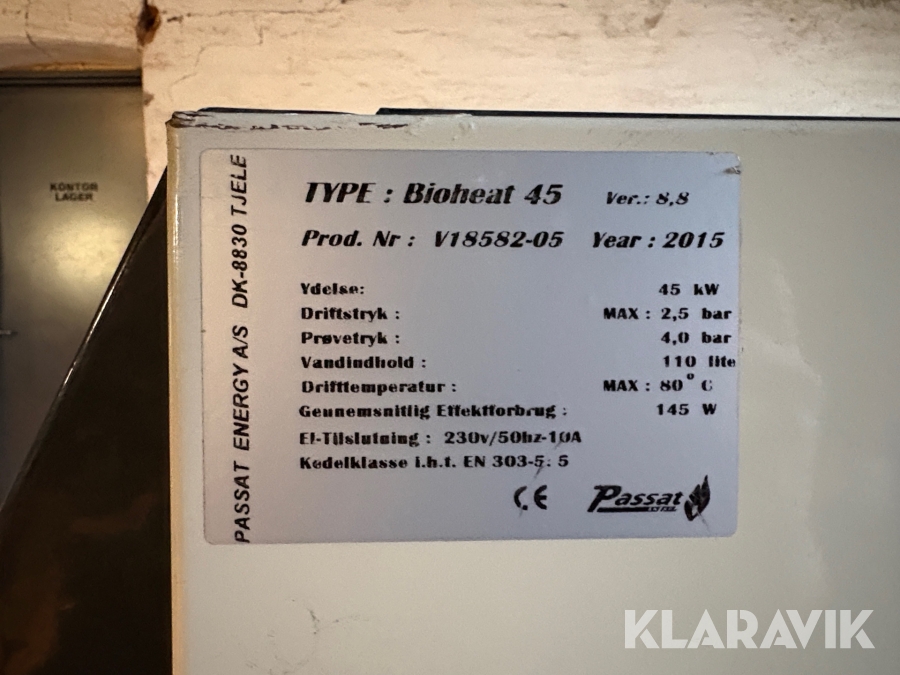 KONTOR
LAGER
PASSAT ENERGY A/S DK-8830 TJELE
TYPE : Bioheat 45 Ver.: 8,8
Prod. Nr : V18582-05 Year : 2015
Ydelse: 45 kW
Driftstryk : MAX : 2,5 bar
Prøvetryk : 4,0 bar
Vandindhold : 110 lite
Drifttemperatur : MAX : 80° C
Gennemsnitlig Effektforbrug : 145 W
El-Tilslutning : 230v/50hz-10A
Kedelklasse i.h.t. EN 303-5: 5
CE Passat
KLARAVIK